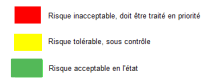 Risque inacceptable, doit être traité en priorité
Risque tolérable, sous contrôle
Risque acceptable en l'état